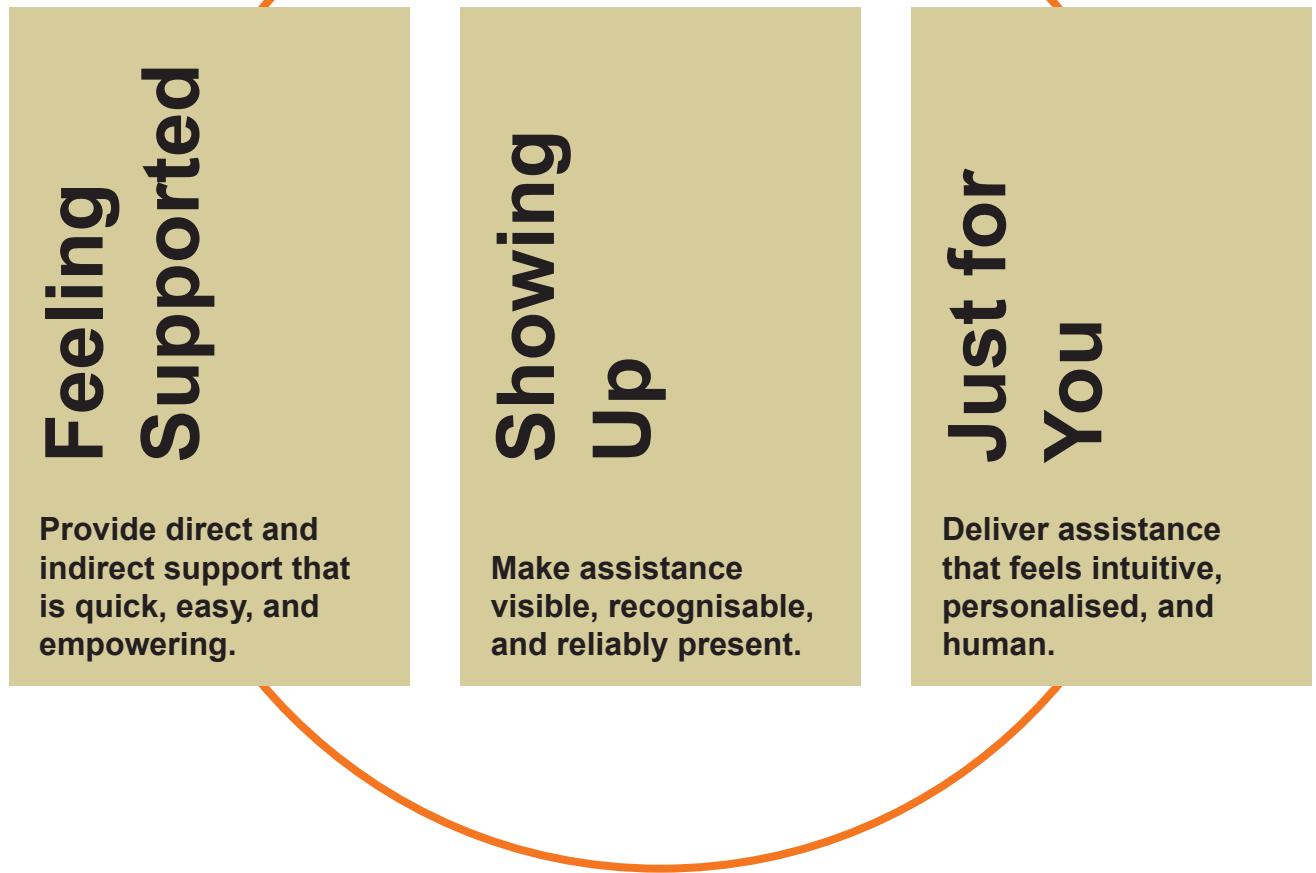 Feeling
Supported
Provide direct and
indirect support that
is quick, easy, and
empowering.
Showing
Up
Make assistance
visible, recognisable,
and reliably present.
Just for
You
Deliver assistance
that feels intuitive,
personalised, and
human.